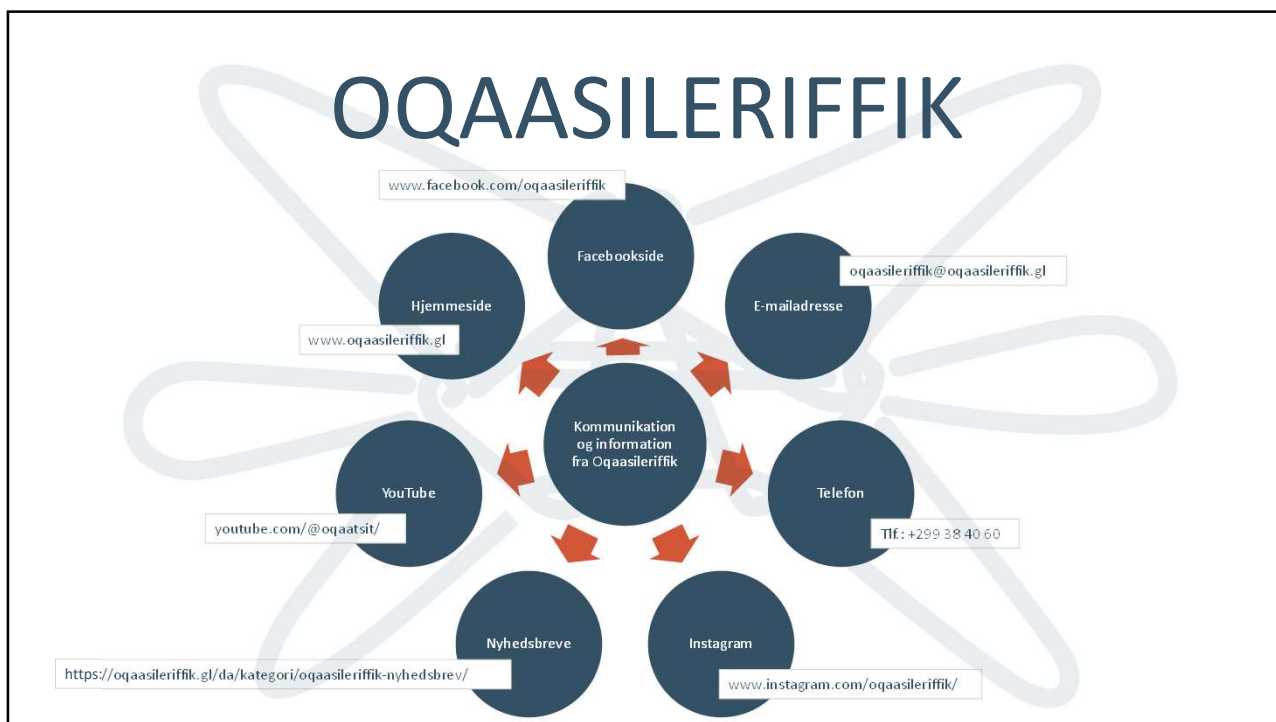 OQAASILERIFFIK
www.facebook.com/oqaasileriffik
Facebookside
oqaasileriffik@oqaasileriffik.gl
E-mailadresse
Hjemmeside
www.oqaasileriffik.gl
Kommunikation
og information
fra Oqaasileriffik
YouTube
youtube.com/@oqaatsit/
Telefon
Tlf.: +299 38 40 60
Nyhedsbreve
https://oqaasileriffik.gl/da/kategori/oqaasileriffik-nyhedsbrev/
Instagram
www.instagram.com/oqaasileriffik/